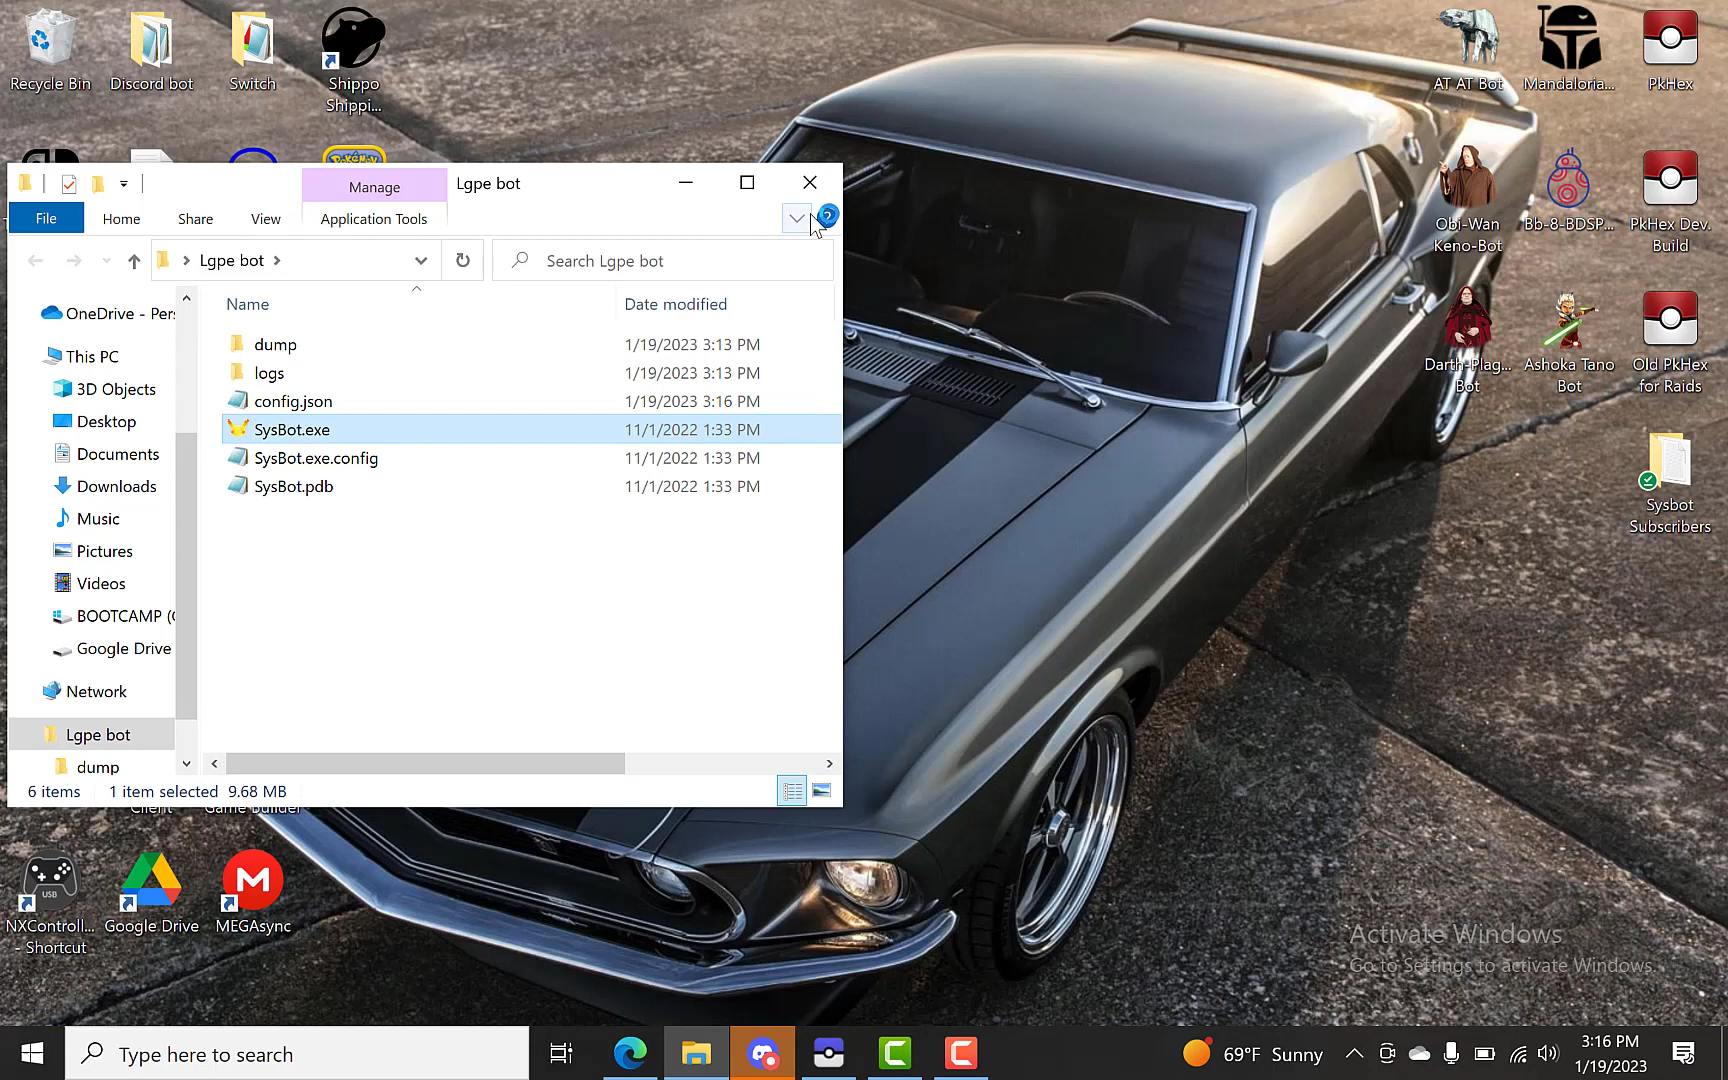 Recycle Bin
Discord bot
Switch
Shippo Shippi...
AT AT Bot
Mandaloria...
PkHex
Manage
Lgpe bot
File
Home
Share
View
Application Tools
Lgpe bot
Search Lgpe bot
Name
Date modified
OneDrive - Pers
This PC
3D Objects
Desktop
Documents
Downloads
Music
Pictures
Videos
BOOTCAMP (
Google Drive
Network
Lgpe bot
dump
dump 1/19/2023 3:13 PM
logs 1/19/2023 3:13 PM
config.json 1/19/2023 3:16 PM
SysBot.exe 11/1/2022 1:33 PM
SysBot.exe.config 11/1/2022 1:33 PM
SysBot.pdb 11/1/2022 1:33 PM
6 items
1 item selected 9.68 MB
Obi-Wan
Keno-Bot
Bb-8-BDSP...
PkHex Dev.
Build
Darth-Plag...
Bot
Ashoka Tano
Bot
Old PkHex
for Raids
Sysbot
Subscribers
Client
Game Builder
USB
NXControll...
- Shortcut
Google Drive
MEGAsync
Activate Windows
Go to Settings to activate Windows.
Type here to search
69°F Sunny
3:16 PM
1/19/2023